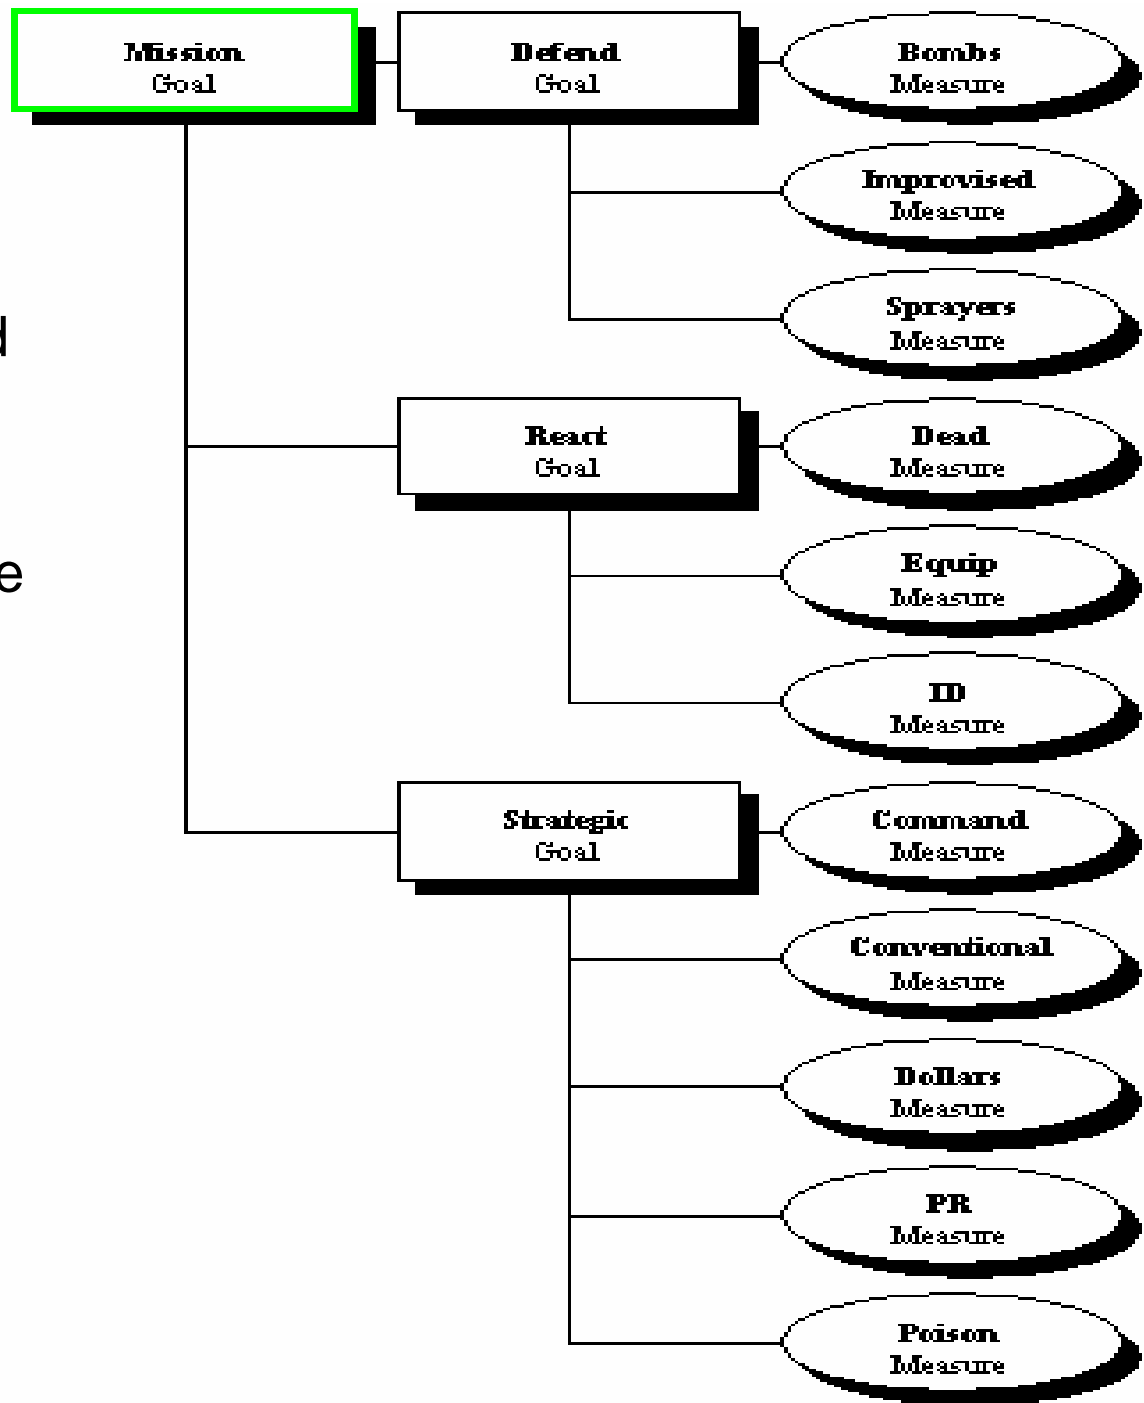 Mission
Goal
Defend
Goal
Bombs
Measure
Improvised
Measure
Sprayers
Measure
d
React
Goal
Dead
Measure
e
Equip
Measure
ID
Measure
Strategic
Goal
Command
Measure
Conventional
Measure
Dollars
Measure
PR
Measure
Poison
Measure